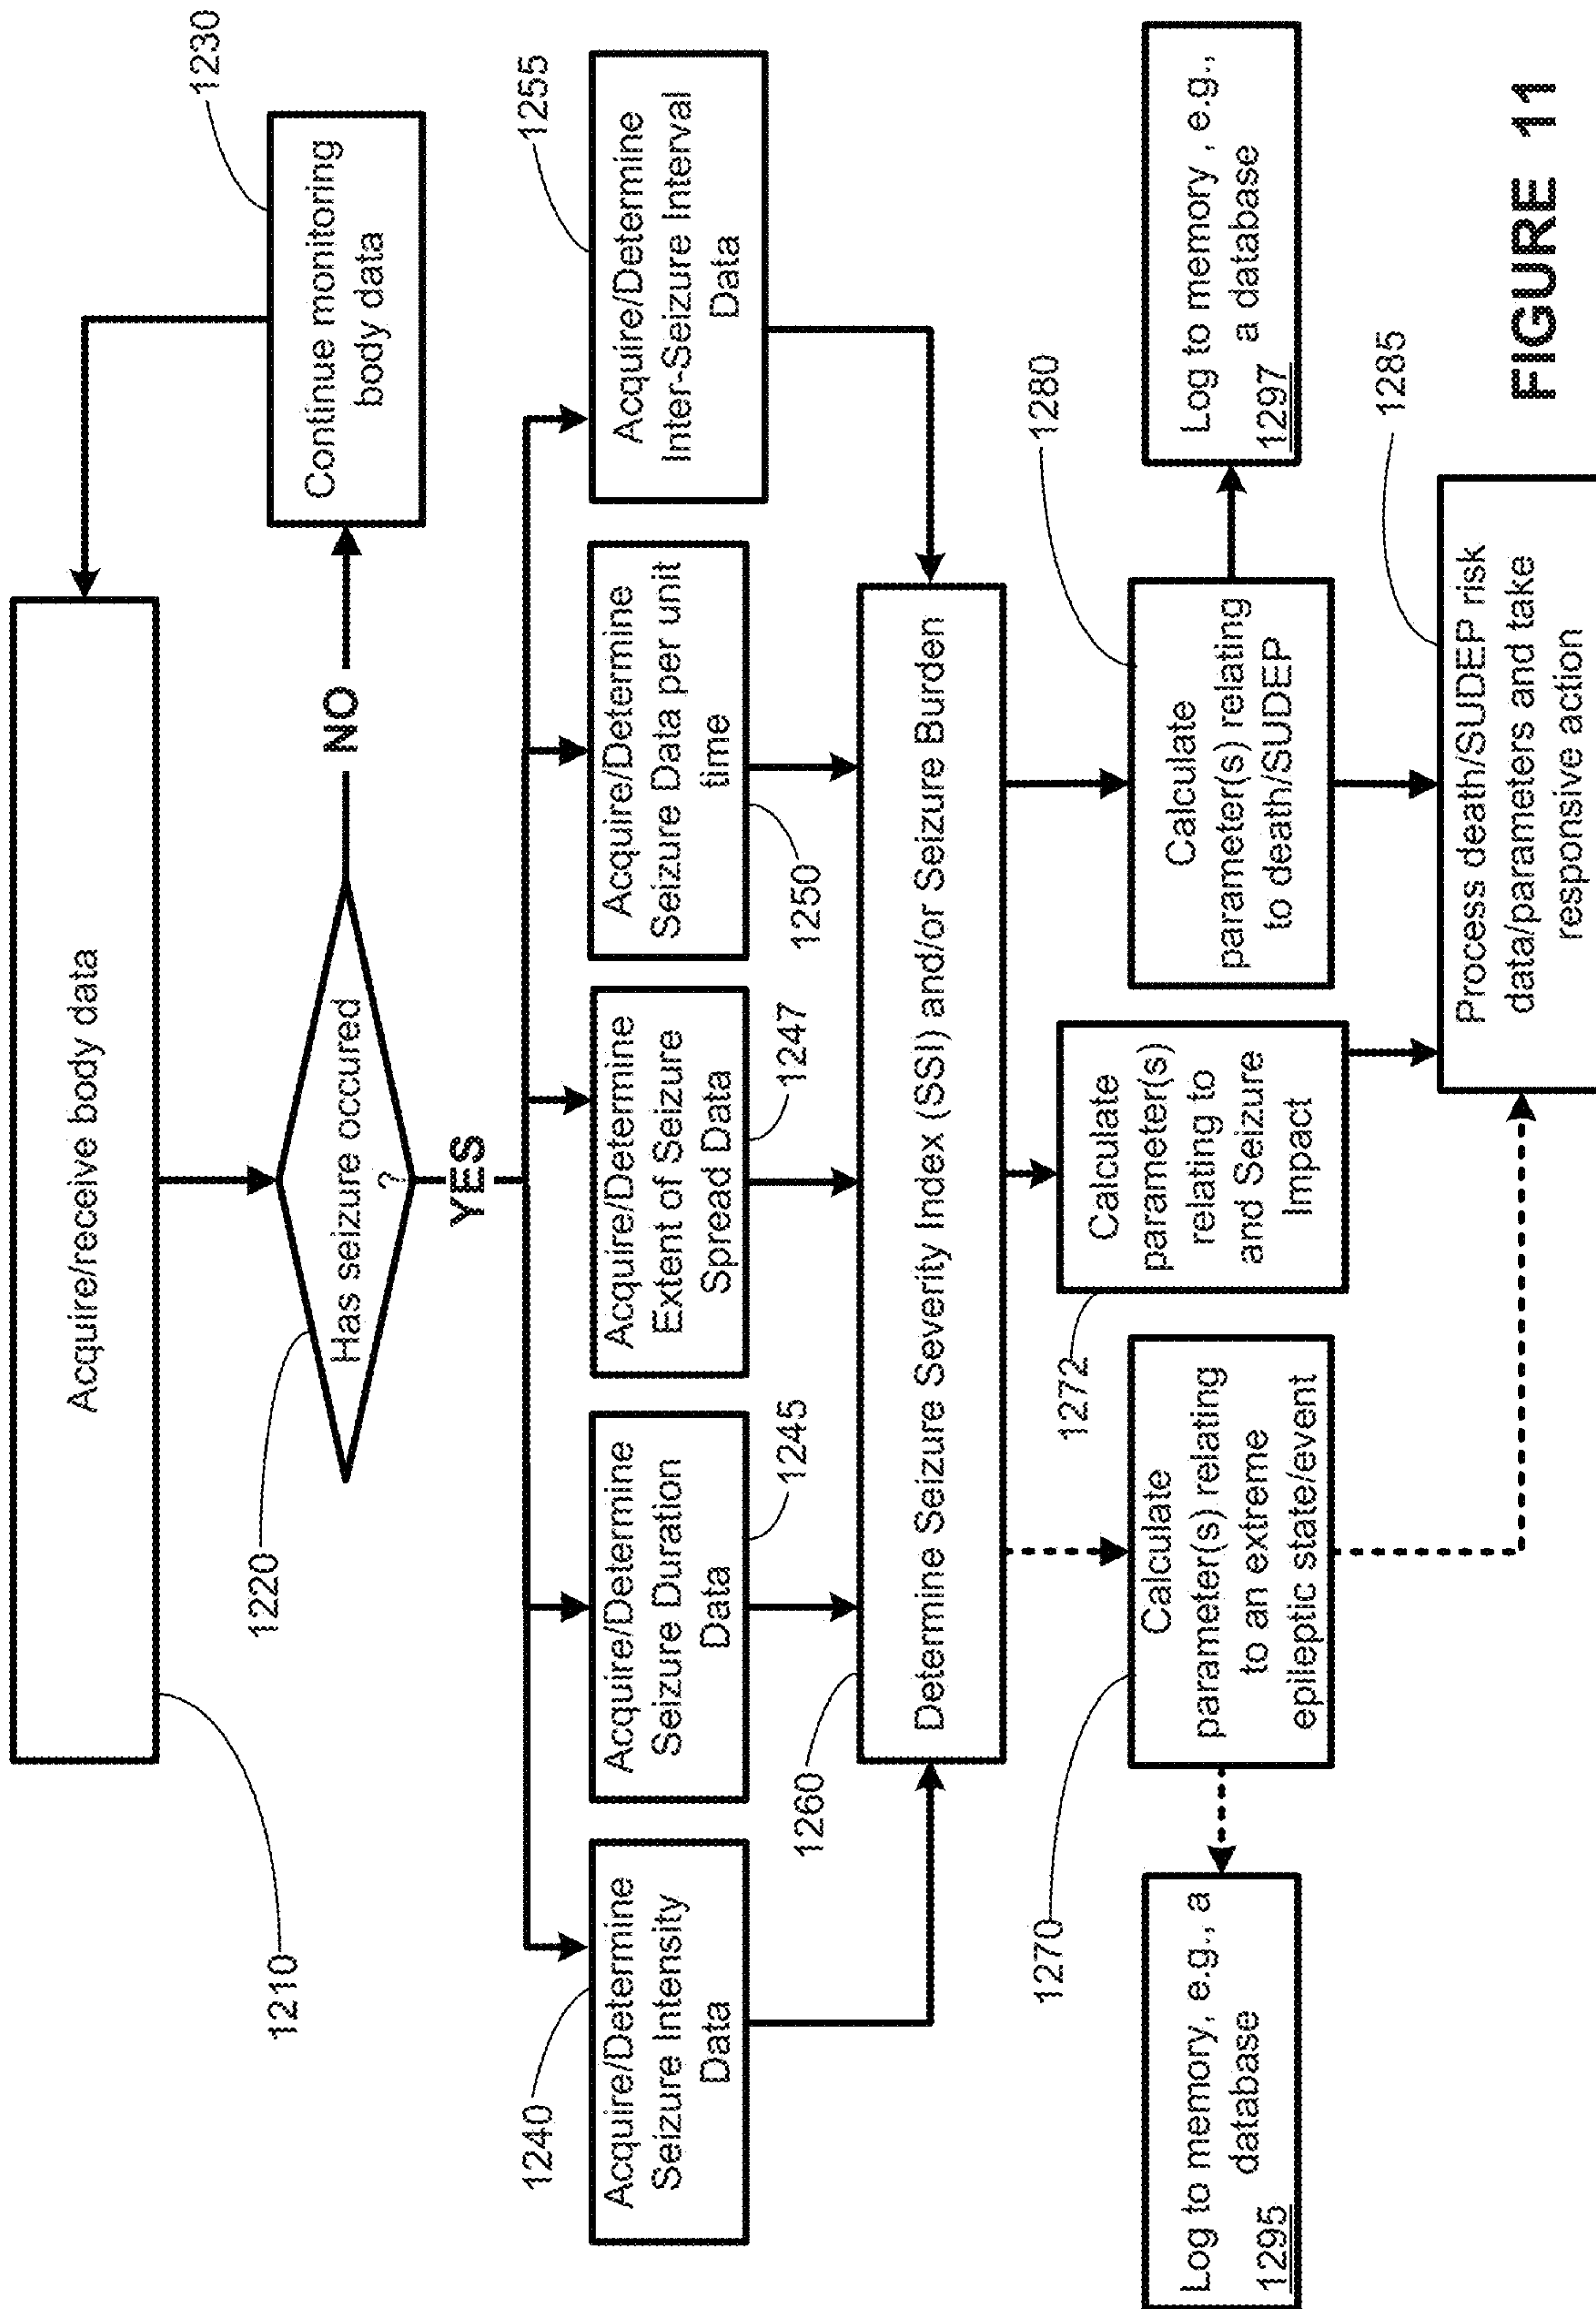 Acquire/receive body data
1210
Has seizure occured
?
1220
NO
YES
Continue monitoring
body data
1230
Acquire/Determine
Seizure Intensity
Data
1240
Acquire/Determine
Seizure Duration
Data
1245
Acquire/Determine
Extent of Seizure
Spread Data
1247
Acquire/Determine
Seizure Data per unit
time
1250
Acquire/Determine
Inter-Seizure Interval
Data
1255
Determine Seizure Severity Index (SSI) and/or Seizure Burden
1260
Log to memory, e.g., a
database
1295
Calculate
parameter(s) relating
to an extreme
epileptic state/event
1270
Calculate
parameter(s)
relating to
and Seizure
Impact
1272
Calculate
parameter(s) relating
to death/SUDEP
1280
Log to memory , e.g.,
a database
1297
Process death/SUDEP risk
data/parameters and take
responsive action
1285
FIGURE 11